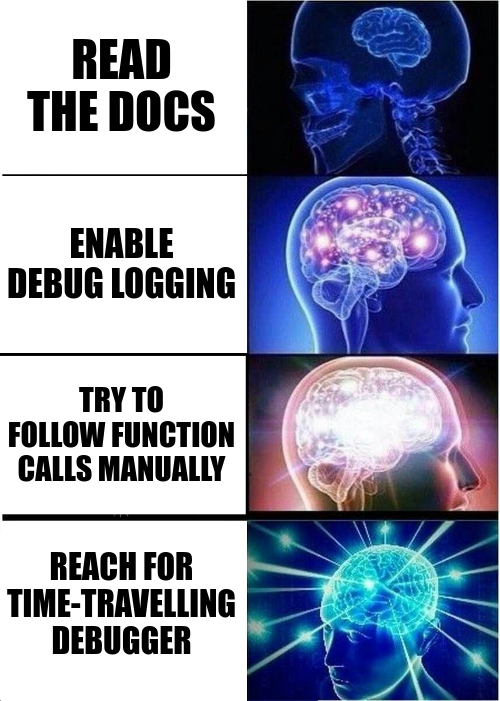 READ
THE DOCS
ENABLE
DEBUG LOGGING
TRY TO
FOLLOW FUNCTION
CALLS MANUALLY
REACH FOR
TIME-TRAVELLING
DEBUGGER